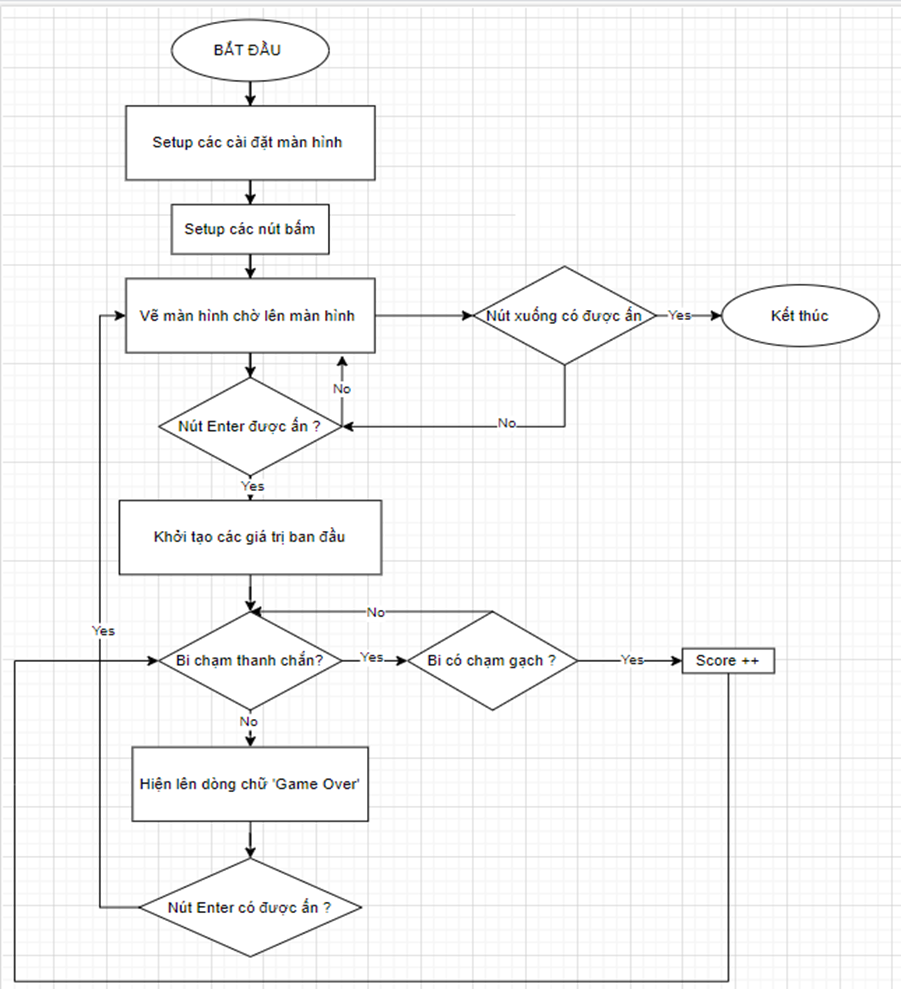 BẮT ĐẦU
Setup các cài đặt màn hình
Setup các nút bấm
Vẽ màn hình chờ lên màn hình
Nút xuống có được ấn
Yes
Kết thúc
No
No
Nút Enter được ấn ?
Yes
Khởi tạo các giá trị ban đầu
No
Yes
Bi chạm thanh chắn?
Yes
Bi có chạm gạch ?
Yes
Score ++
No
Hiện lên dòng chữ 'Game Over'
Nút Enter có được ấn ?